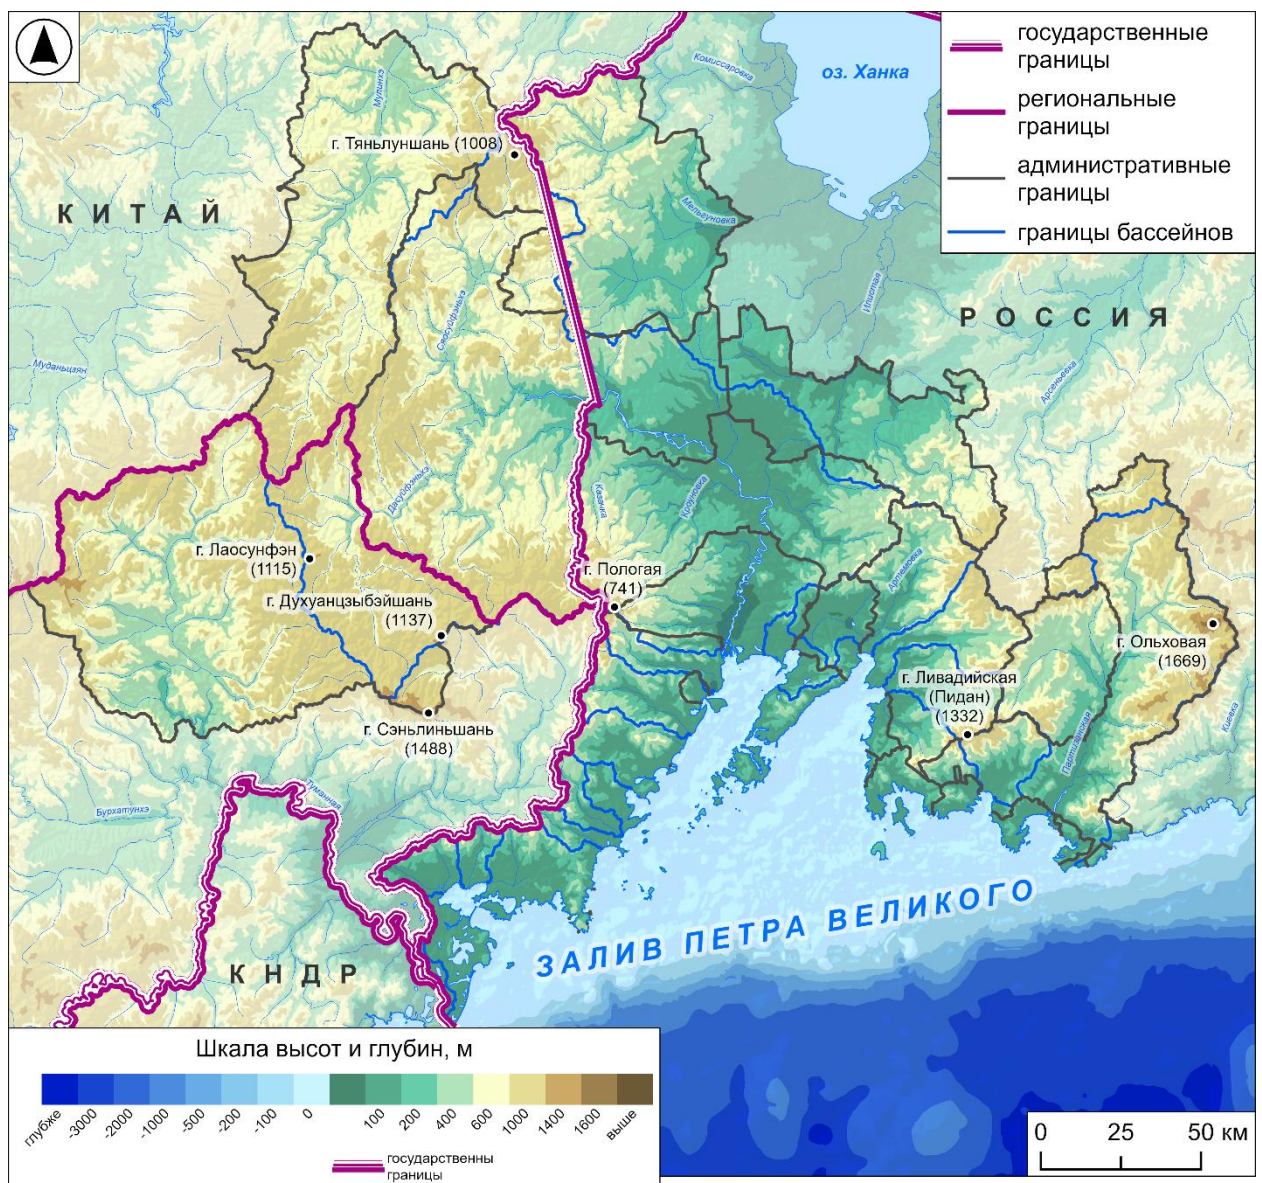 государственные
границы
региональные
границы
административные
границы
границы бассейнов
оз. Ханка
Комиссаровка
Мулинхэ
г. Тяньлуншань (1008)
КИТАЙ
Мельгуновка
Илистая
РОССИЯ
Сяосуйфэньхэ
Муданьцзян
Арсеньевка
Дасуйфэньхэ
Казачка
Кроуновка
г. Лаосунфэн
(1115)
г. Пологая
(741)
Артемовка
г. Духуанцзыбэйшань
(1137)
г. Ольховая
(1669)
г. Ливадийская
(Пидан)
(1332)
г. Сэньлиньшань
(1488)
Киевка
Партизанская
Туманная
Бурхатунхэ
ЗАЛИВ ПЕТРА ВЕЛИКОГО
КНДР
Шкала высот и глубин, м
глубже -3000 -2000 -1000 -500 -200 -100 0 100 200 400 600 1000 1400 1600 выше
государственны
границы
0 25 50 км